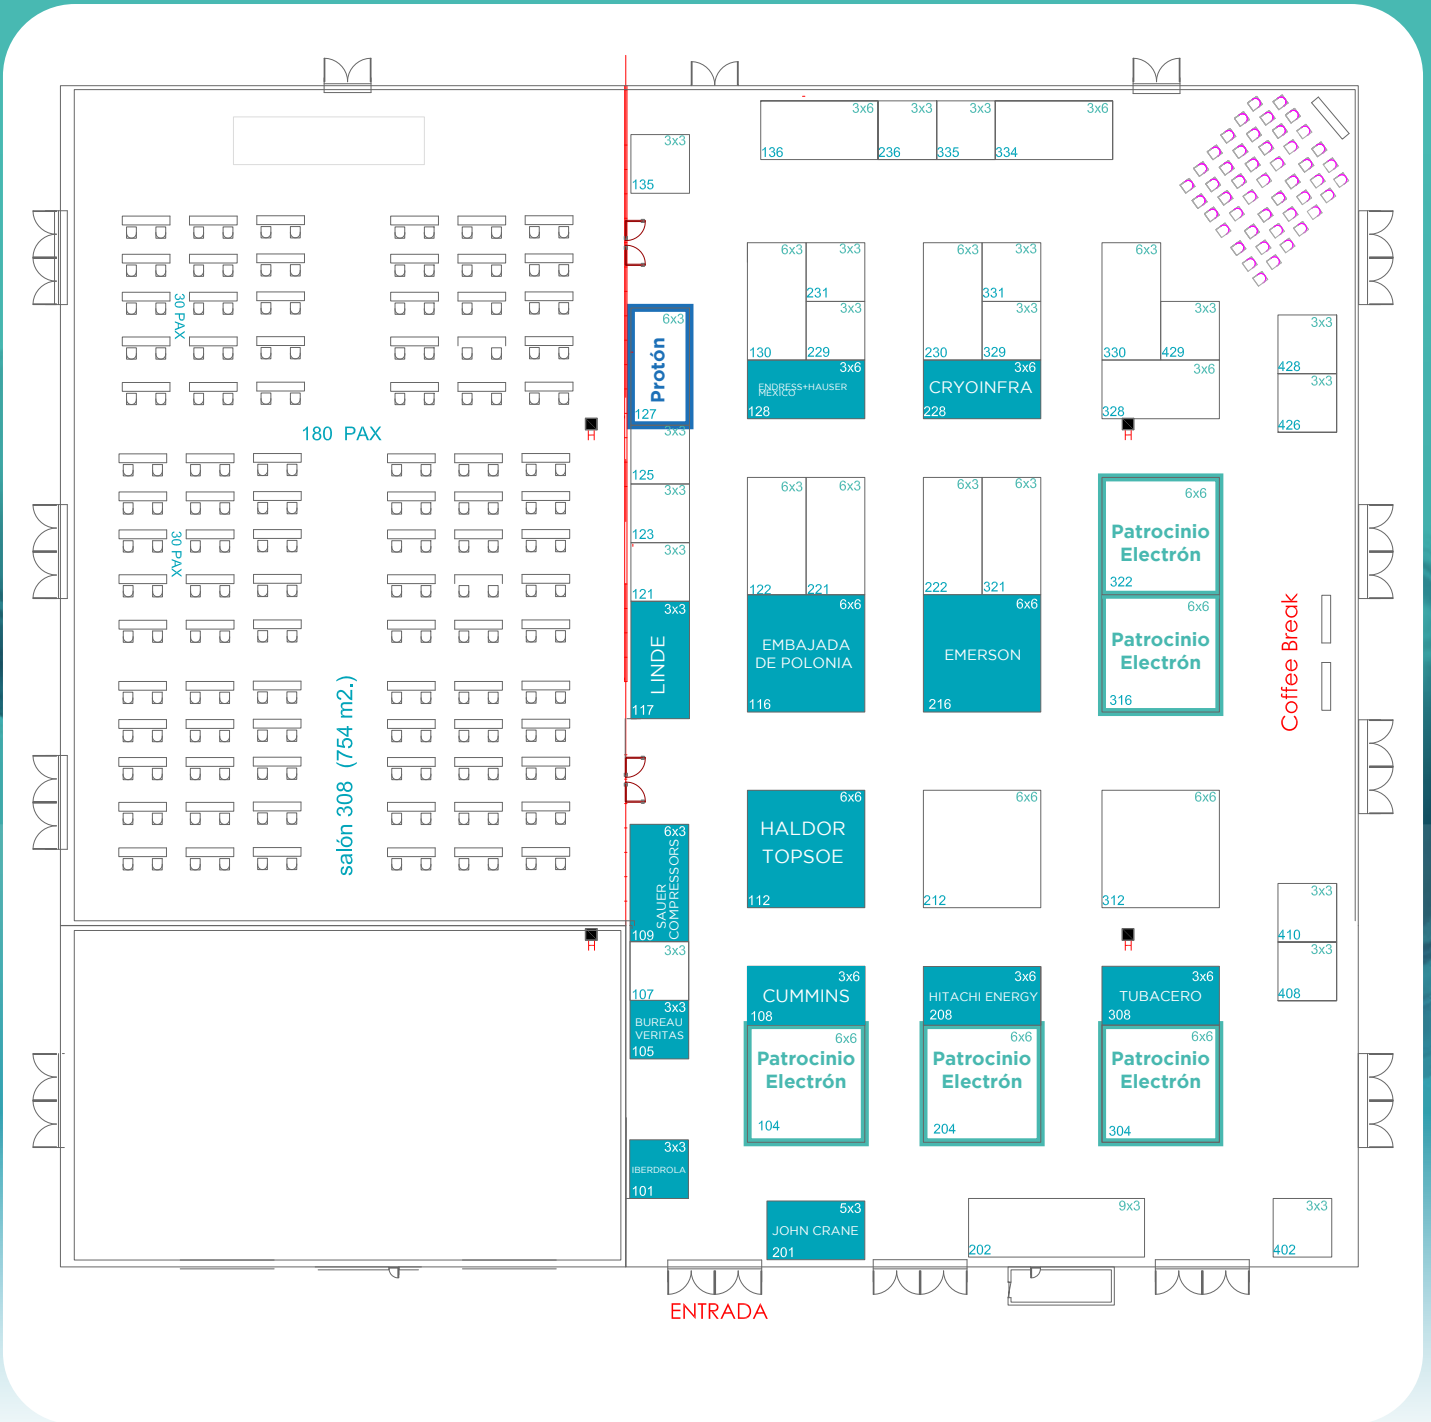 3x6
3x3
3x3
3x6
136
236
335
334
3x3
135
6x3
3x3
231
3x3
130
229
3x6
ENDRESS+HAUSER
MEXICO
128
6x3
3x3
331
3x3
230
329
3x6
CRYOINFRA
228
6x3
3x3
330
429
3x6
328
H
3x3
428
3x3
426
30 PAX
180 PAX
30 PAX
salón 308 (754 m2.)
H
6x3
Protón
127
3x3
125
3x3
123
3x3
121
3x3
LINDE
117
6x3
6x3
122
221
6x6
EMBAJADA
DE POLONIA
116
6x3
6x3
222
321
6x6
EMERSON
216
6x6
Patrocinio
Electrón
322
6x6
Patrocinio
Electrón
316
Coffee Break
6x6
HALDOR
TOPSOE
112
6x6
212
6x6
312
H
H
3x3
410
3x3
408
6x3
SAUER
COMPRESSORS
109
3x3
107
3x3
BUREAU
VERITAS
105
3x6
CUMMINS
108
6x6
Patrocinio
Electrón
104
3x6
HITACHI ENERGY
208
6x6
Patrocinio
Electrón
204
3x6
TUBACERO
308
6x6
Patrocinio
Electrón
304
3x3
IBERDROLA
101
5x3
JOHN CRANE
201
9x3
202
3x3
402
ENTRADA